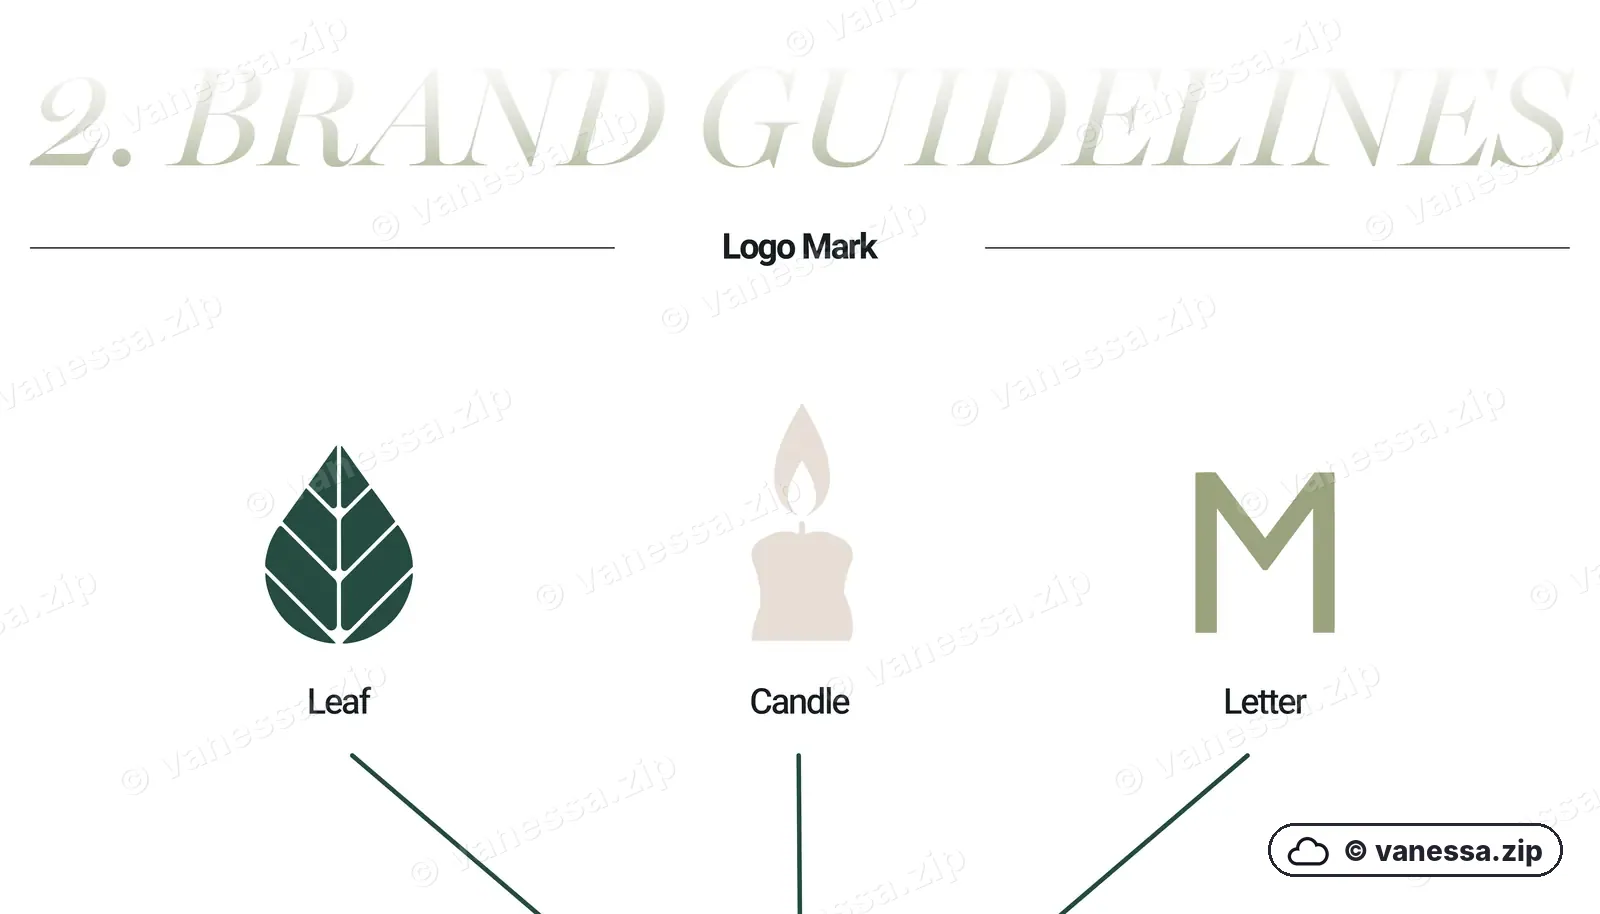 2. BRAND GUIDELINES
Logo Mark
M
Leaf
Candle
Letter
© vanessa.zip